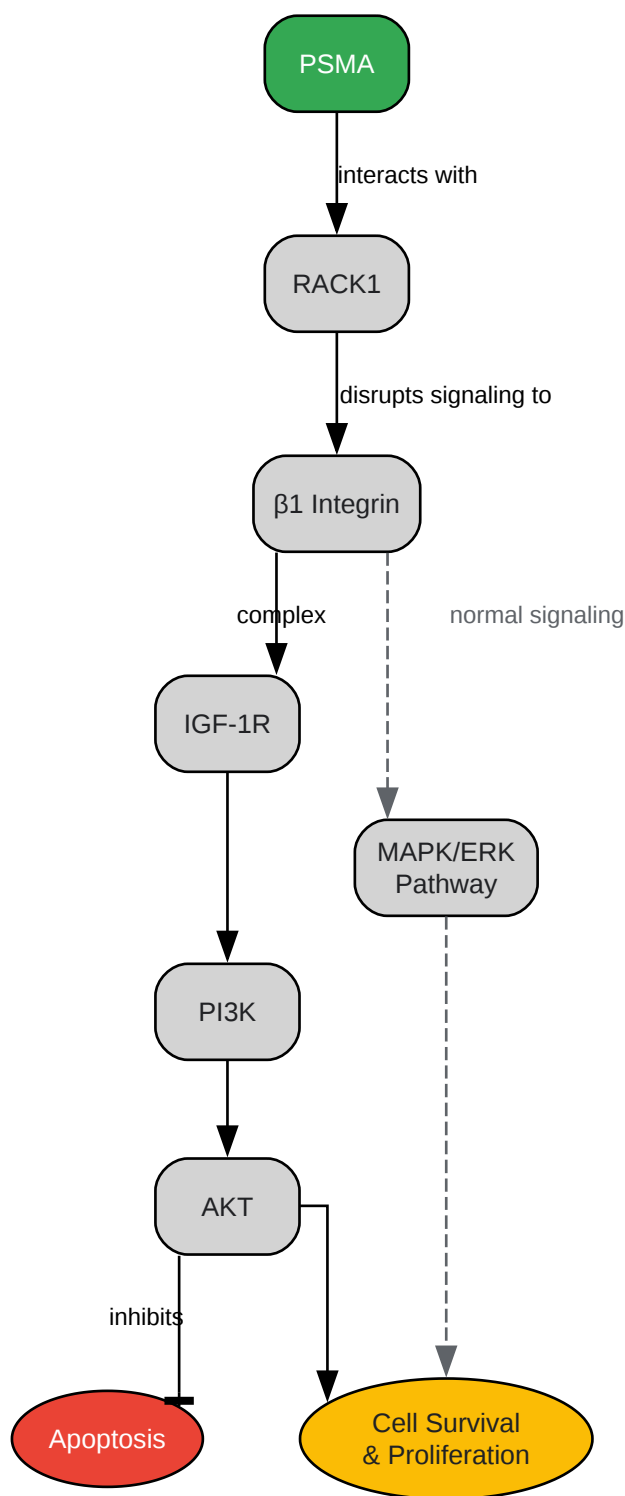 PSMA
interacts with
RACK1
disrupts signaling to
β1 Integrin
complex
normal signaling
IGF-1R
MAPK/ERK
Pathway
PI3K
AKT
inhibits
Apoptosis
Cell Survival
& Proliferation